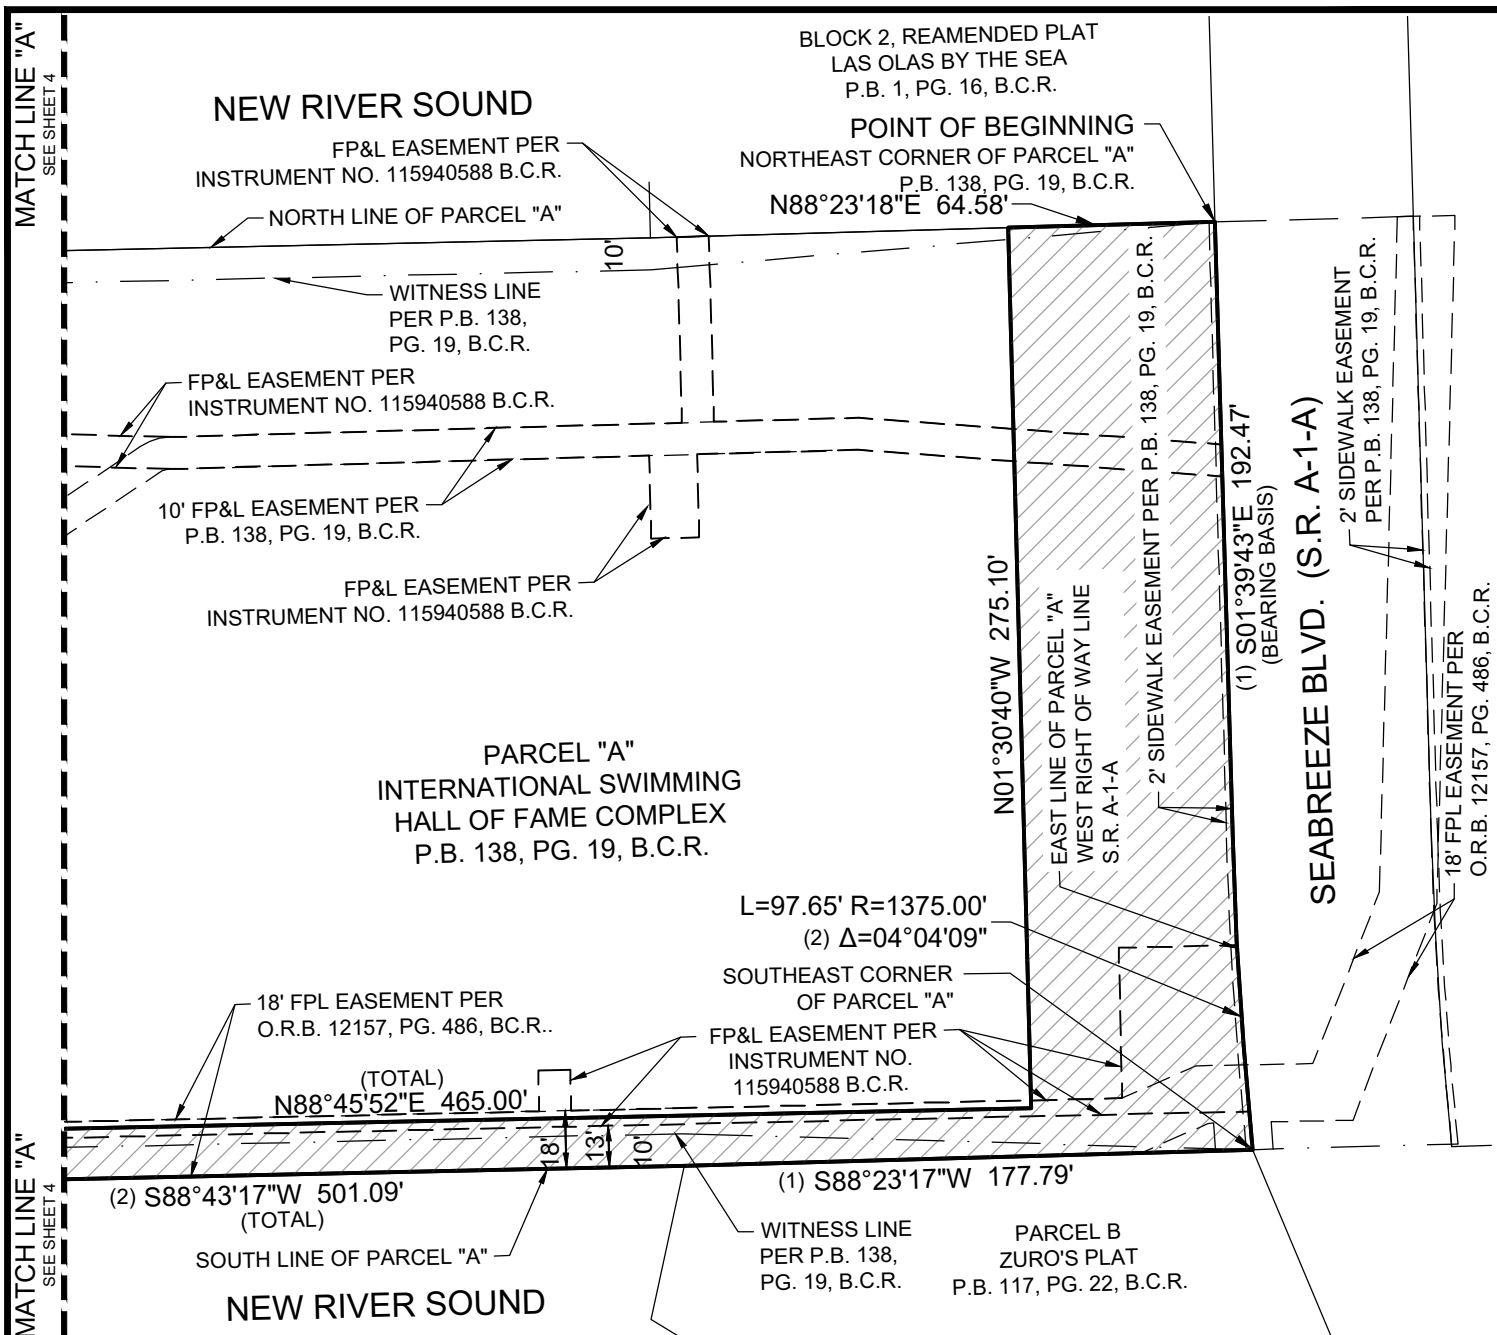 MATCH LINE "A"
SEE SHEET 4
NEW RIVER SOUND
BLOCK 2, REAMENDED PLAT
LAS OLAS BY THE SEA
P.B. 1, PG. 16, B.C.R.
POINT OF BEGINNING
NORTHEAST CORNER OF PARCEL "A"
P.B. 138, PG. 19, B.C.R.
N88°23'18"E 64.58'
FP&L EASEMENT PER
INSTRUMENT NO. 115940588 B.C.R.
NORTH LINE OF PARCEL "A"
10'
WITNESS LINE
PER P.B. 138,
PG. 19, B.C.R.
FP&L EASEMENT PER
INSTRUMENT NO. 115940588 B.C.R.
10' FP&L EASEMENT PER
P.B. 138, PG. 19, B.C.R.
FP&L EASEMENT PER
INSTRUMENT NO. 115940588 B.C.R.
N01°30'40"W 275.10'
EAST LINE OF PARCEL "A"
WEST RIGHT OF WAY LINE
S.R. A-1-A
2' SIDEWALK EASEMENT PER P.B. 138, PG. 19, B.C.R.
(1) S01°39'43"E 192.47'
(BEARING BASIS)
SEABREEZE BLVD. (S.R. A-1-A)
2' SIDEWALK EASEMENT
PER P.B. 138, PG. 19, B.C.R.
18' FPL EASEMENT PER
O.R.B. 12157, PG. 486, B.C.R.
PARCEL "A"
INTERNATIONAL SWIMMING
HALL OF FAME COMPLEX
P.B. 138, PG. 19, B.C.R.
L=97.65' R=1375.00'
(2) Δ=04°04'09"
SOUTHEAST CORNER
OF PARCEL "A"
FP&L EASEMENT PER
INSTRUMENT NO.
115940588 B.C.R.
18' FPL EASEMENT PER
O.R.B. 12157, PG. 486, BC.R..
(TOTAL)
N88°45'52"E 465.00'
18'
13'
10'
(2) S88°43'17"W 501.09'
(TOTAL)
(1) S88°23'17"W 177.79'
SOUTH LINE OF PARCEL "A"
WITNESS LINE
PER P.B. 138,
PG. 19, B.C.R.
PARCEL B
ZURO'S PLAT
P.B. 117, PG. 22, B.C.R.
NEW RIVER SOUND
MATCH LINE "A"
SEE SHEET 4